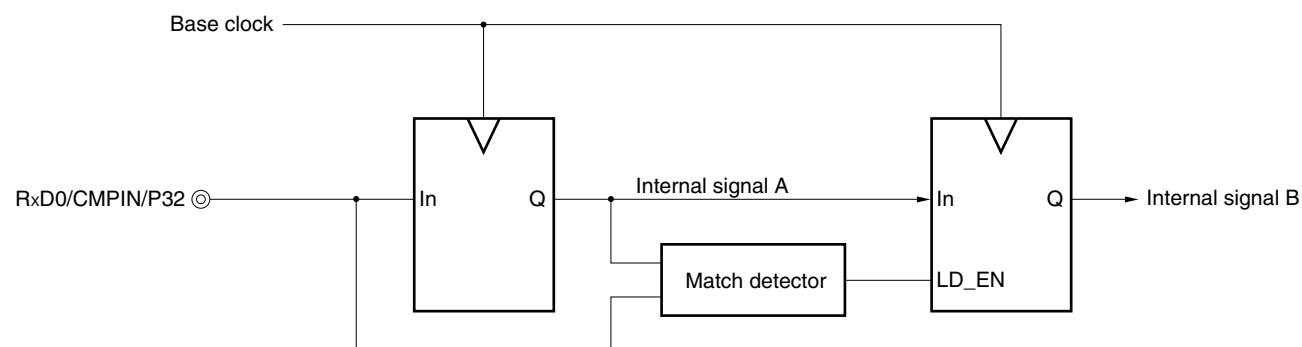 Base clock
RxD0/CMPIN/P32
In
Q
Internal signal A
In
Q
Internal signal B
Match detector
LD_EN